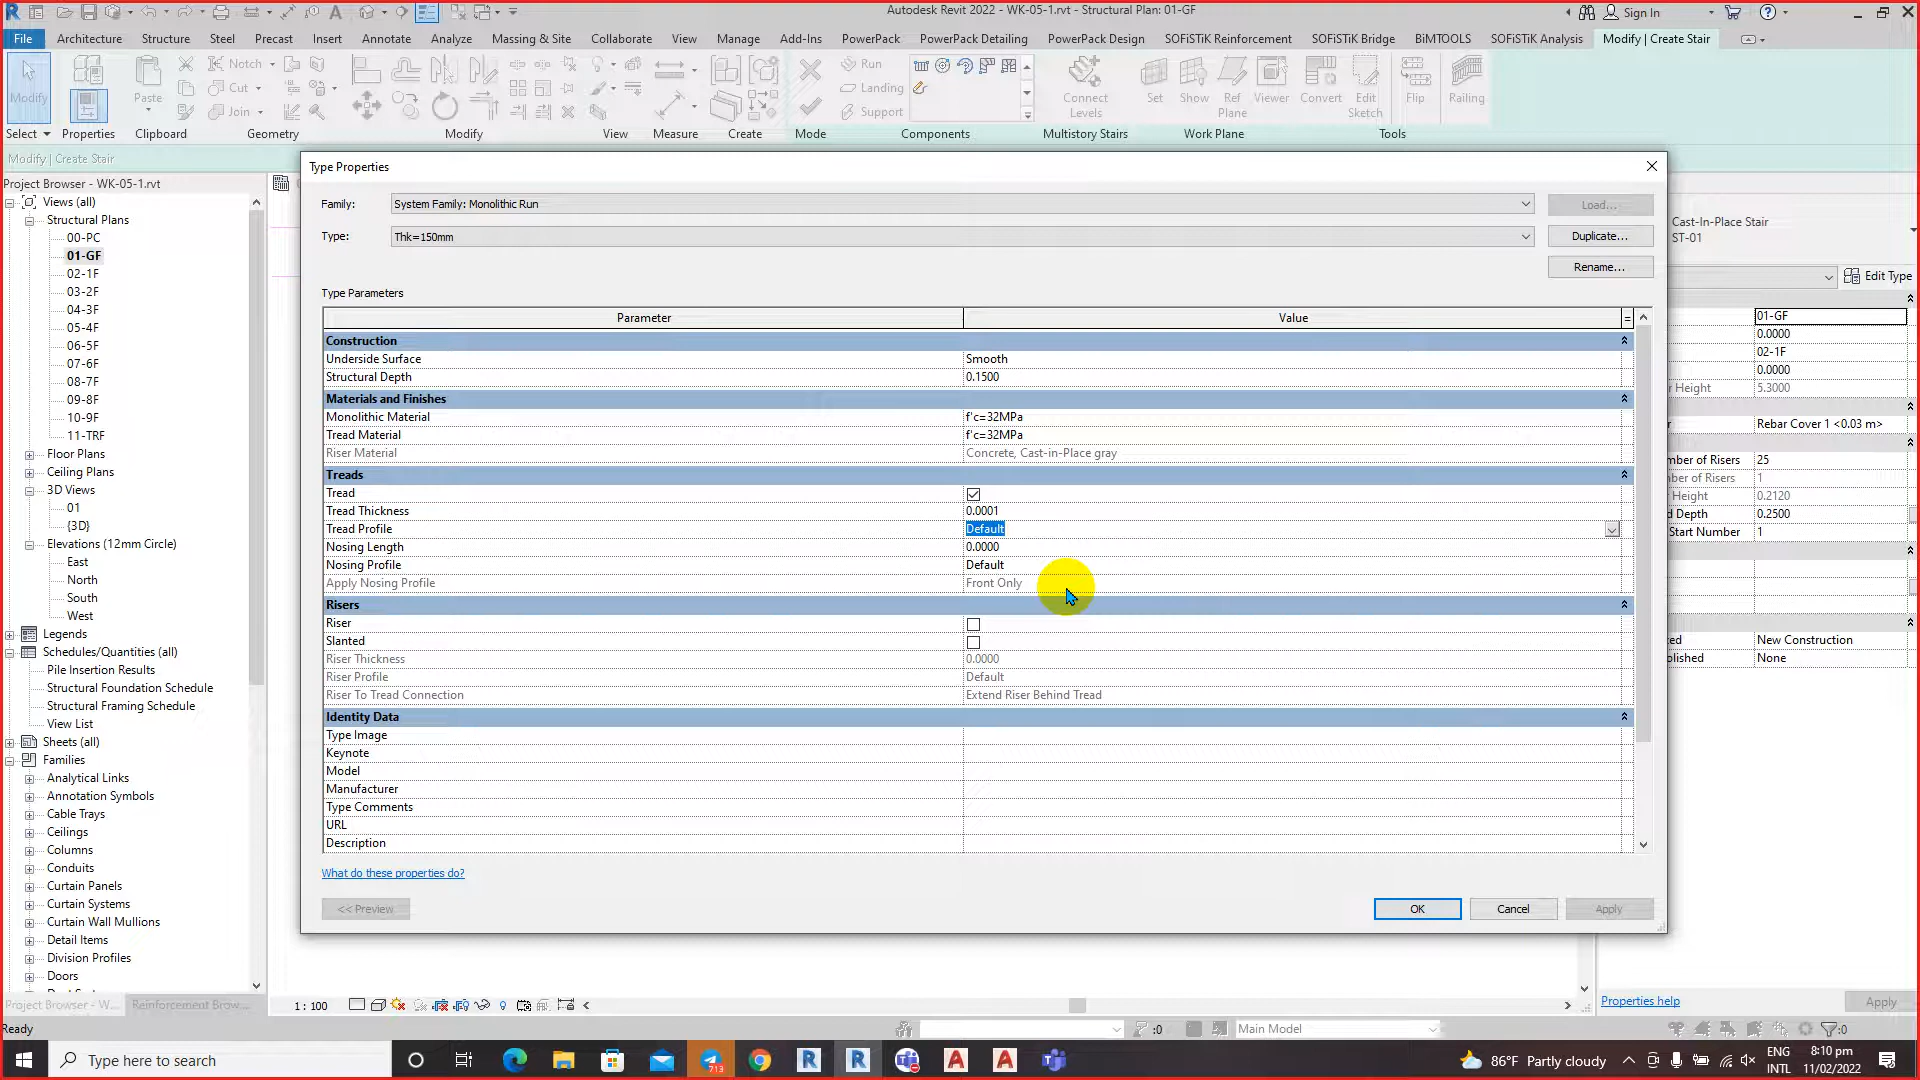 Autodesk Revit 2022 - WK-05-1.rvt - Structural Plan: 01-GF
Sign In
File Architecture Structure Steel Precast Insert Annotate Analyze Massing & Site Collaborate View Manage Add-Ins PowerPack PowerPack Detailing PowerPack Design SOFiSTiK Reinforcement SOFiSTiK Bridge BiMTOOLS SOFiSTiK Analysis Modify | Create Stair
Modify Paste Notch Cut Join Run Landing Support Connect Levels Set Show Ref Plane Viewer Convert Edit Sketch Flip Railing
Select Properties Clipboard Geometry Modify View Measure Create Mode Components Multistory Stairs Work Plane Tools
Modify | Create Stair
Project Browser - WK-05-1.rvt
Views (all)
Structural Plans
00-PC
01-GF
02-1F
03-2F
04-3F
05-4F
06-5F
07-6F
08-7F
09-8F
10-9F
11-TRF
Floor Plans
Ceiling Plans
3D Views
01
{3D}
Elevations (12mm Circle)
East
North
South
West
Legends
Schedules/Quantities (all)
Pile Insertion Results
Structural Foundation Schedule
Structural Framing Schedule
View List
Sheets (all)
Families
Analytical Links
Annotation Symbols
Cable Trays
Ceilings
Columns
Conduits
Curtain Panels
Curtain Systems
Curtain Wall Mullions
Detail Items
Division Profiles
Doors
Project Browser - W...
Reinforcement Brow...
Type Properties
Family: System Family: Monolithic Run Load...
Type: Thk=150mm Duplicate...
Rename...
Type Parameters
Parameter Value =
Construction
Underside Surface Smooth
Structural Depth 0.1500
Materials and Finishes
Monolithic Material f'c=32MPa
Tread Material f'c=32MPa
Riser Material Concrete, Cast-in-Place gray
Treads
Tread
Tread Thickness 0.0001
Tread Profile Default
Nosing Length 0.0000
Nosing Profile Default
Apply Nosing Profile Front Only
Risers
Riser
Slanted
Riser Thickness 0.0000
Riser Profile Default
Riser To Tread Connection Extend Riser Behind Tread
Identity Data
Type Image
Keynote
Model
Manufacturer
Type Comments
URL
Description
What do these properties do?
<< Preview OK Cancel Apply
Cast-In-Place Stair
ST-01
Edit Type
01-GF
0.0000
02-1F
0.0000
r Height 5.3000
r Rebar Cover 1 <0.03 m>
mber of Risers 25
mber of Risers 1
r Height 0.2120
d Depth 0.2500
Start Number 1
ted New Construction
olished None
Properties help Apply
1 : 100
Ready
:0 Main Model :0
Type here to search
713
86°F Partly cloudy
ENG
INTL
8:10 pm
11/02/2022